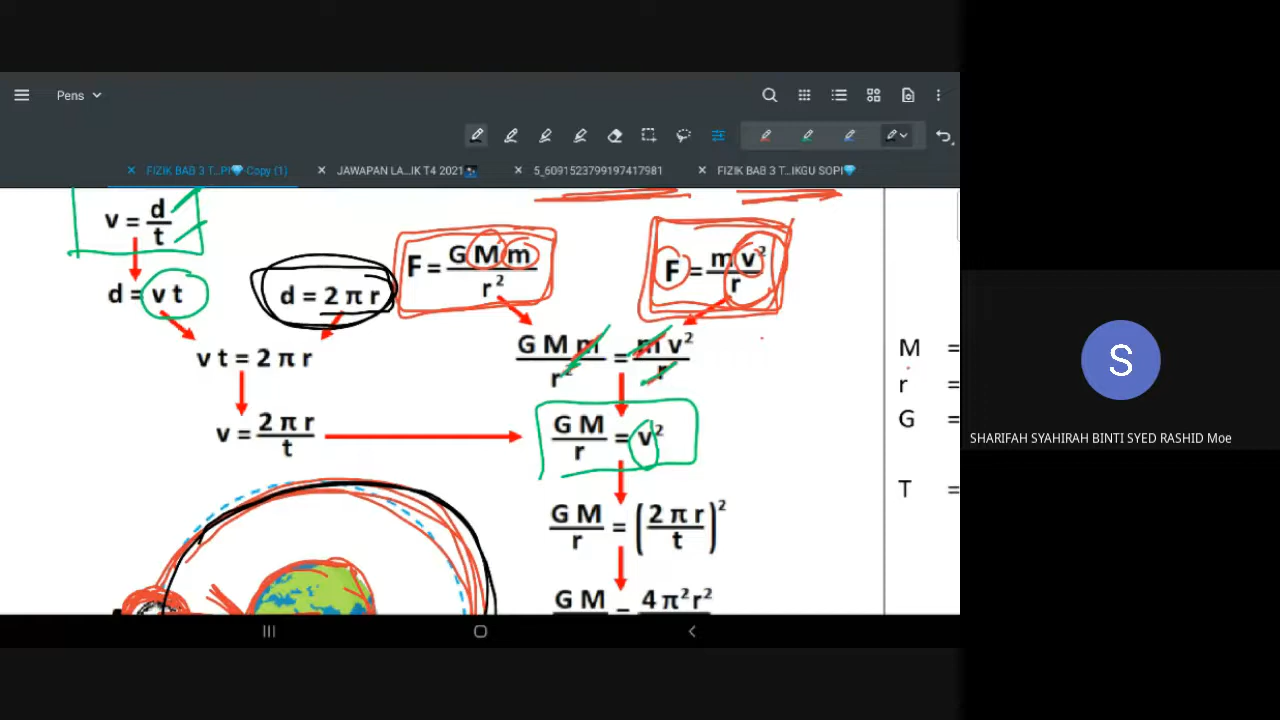 Pens
FIZIK BAB 3 T...PI💎 Copy (1)
JAWAPAN LA...IK T4 2021
5_6091523799197417981
FIZIK BAB 3 T...IKGU SOPI💎
v = d/t
d = v t
d = 2 π r
F = G M m / r²
F = m v² / r
v t = 2 π r
G M m / r² = m v² / r
v = 2 π r / t
G M / r = v²
G M / r = (2 π r / t)²
G M / = 4 π² r²
M =
r =
G =
T =
S
SHARIFAH SYAHIRAH BINTI SYED RASHID Moe